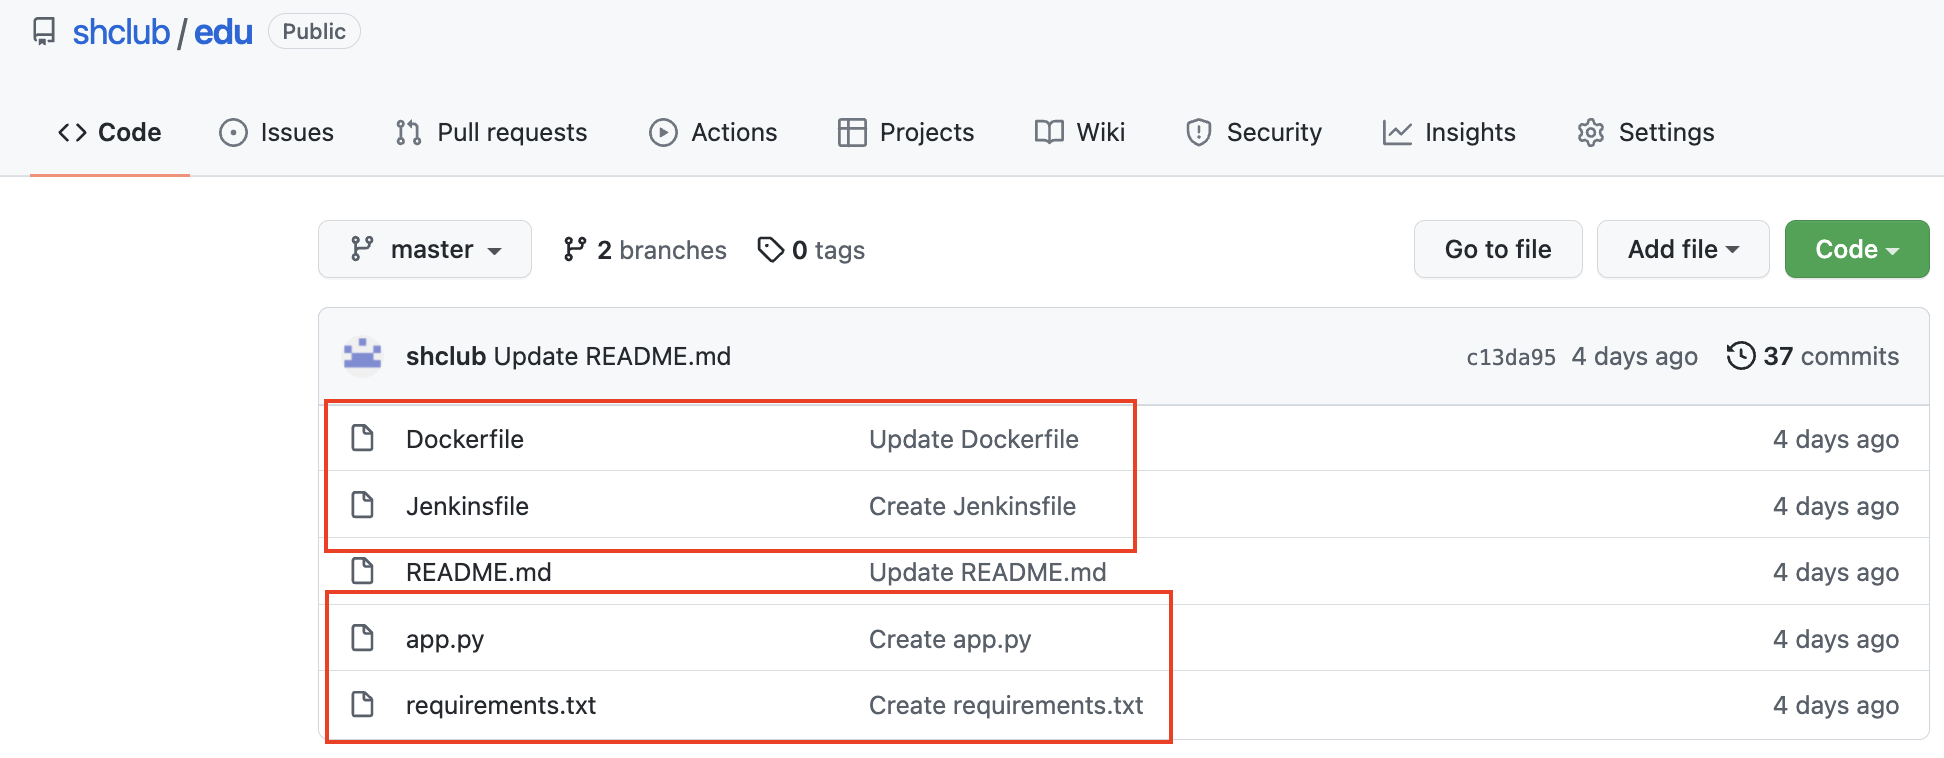 shclub / edu Public
Code Issues Pull requests Actions Projects Wiki Security Insights Settings
master 2 branches 0 tags Go to file Add file Code
shclub Update README.md c13da95 4 days ago 37 commits
Dockerfile Update Dockerfile 4 days ago
Jenkinsfile Create Jenkinsfile 4 days ago
README.md Update README.md 4 days ago
app.py Create app.py 4 days ago
requirements.txt Create requirements.txt 4 days ago